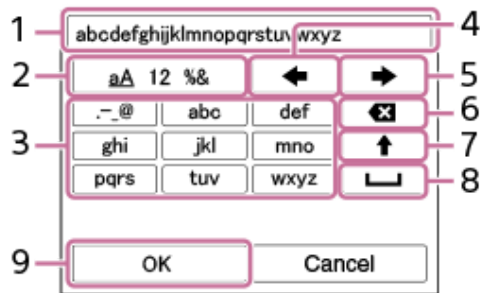 1 abcdefghijklmnopqrstuvwxyz 4
2 aA 12 %& 5
.-_@ abc def 6
3 ghi jkl mno 7
pqrs tuv wxyz 8
9 OK Cancel